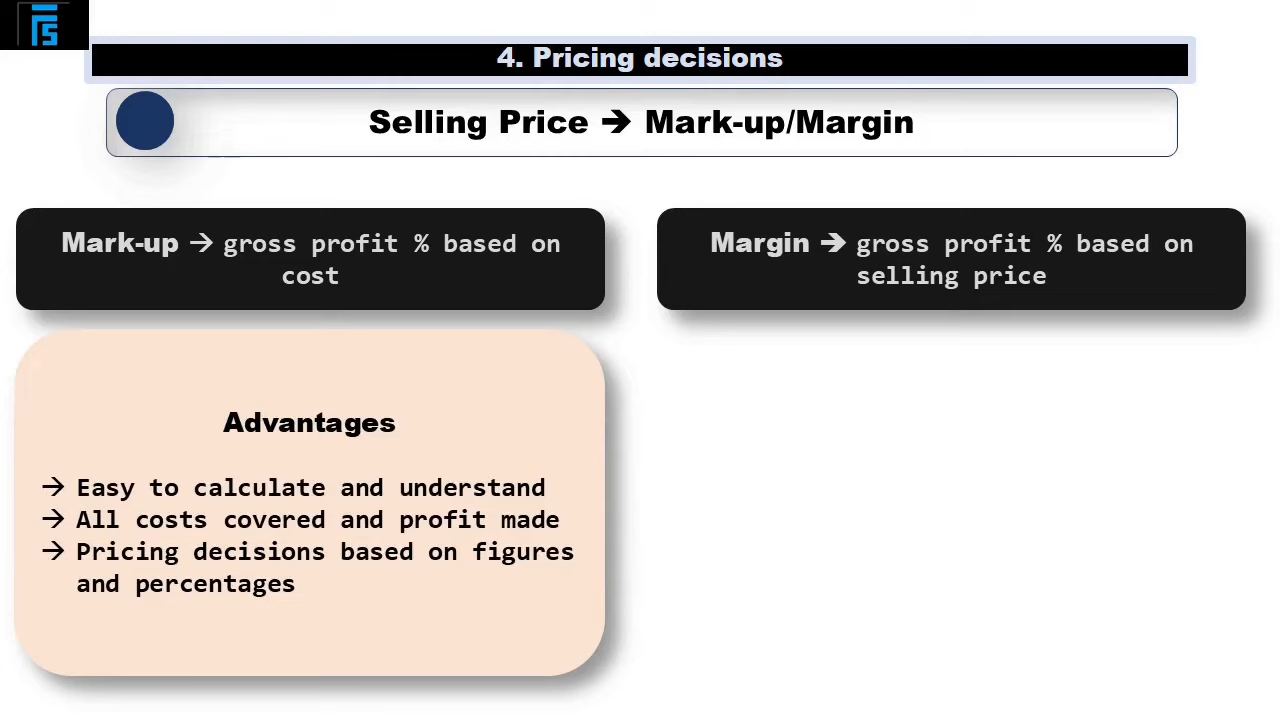 4. Pricing decisions
Selling Price → Mark-up/Margin
Mark-up → gross profit % based on
cost
Margin → gross profit % based on
selling price
Advantages
→ Easy to calculate and understand
→ All costs covered and profit made
→ Pricing decisions based on figures
and percentages